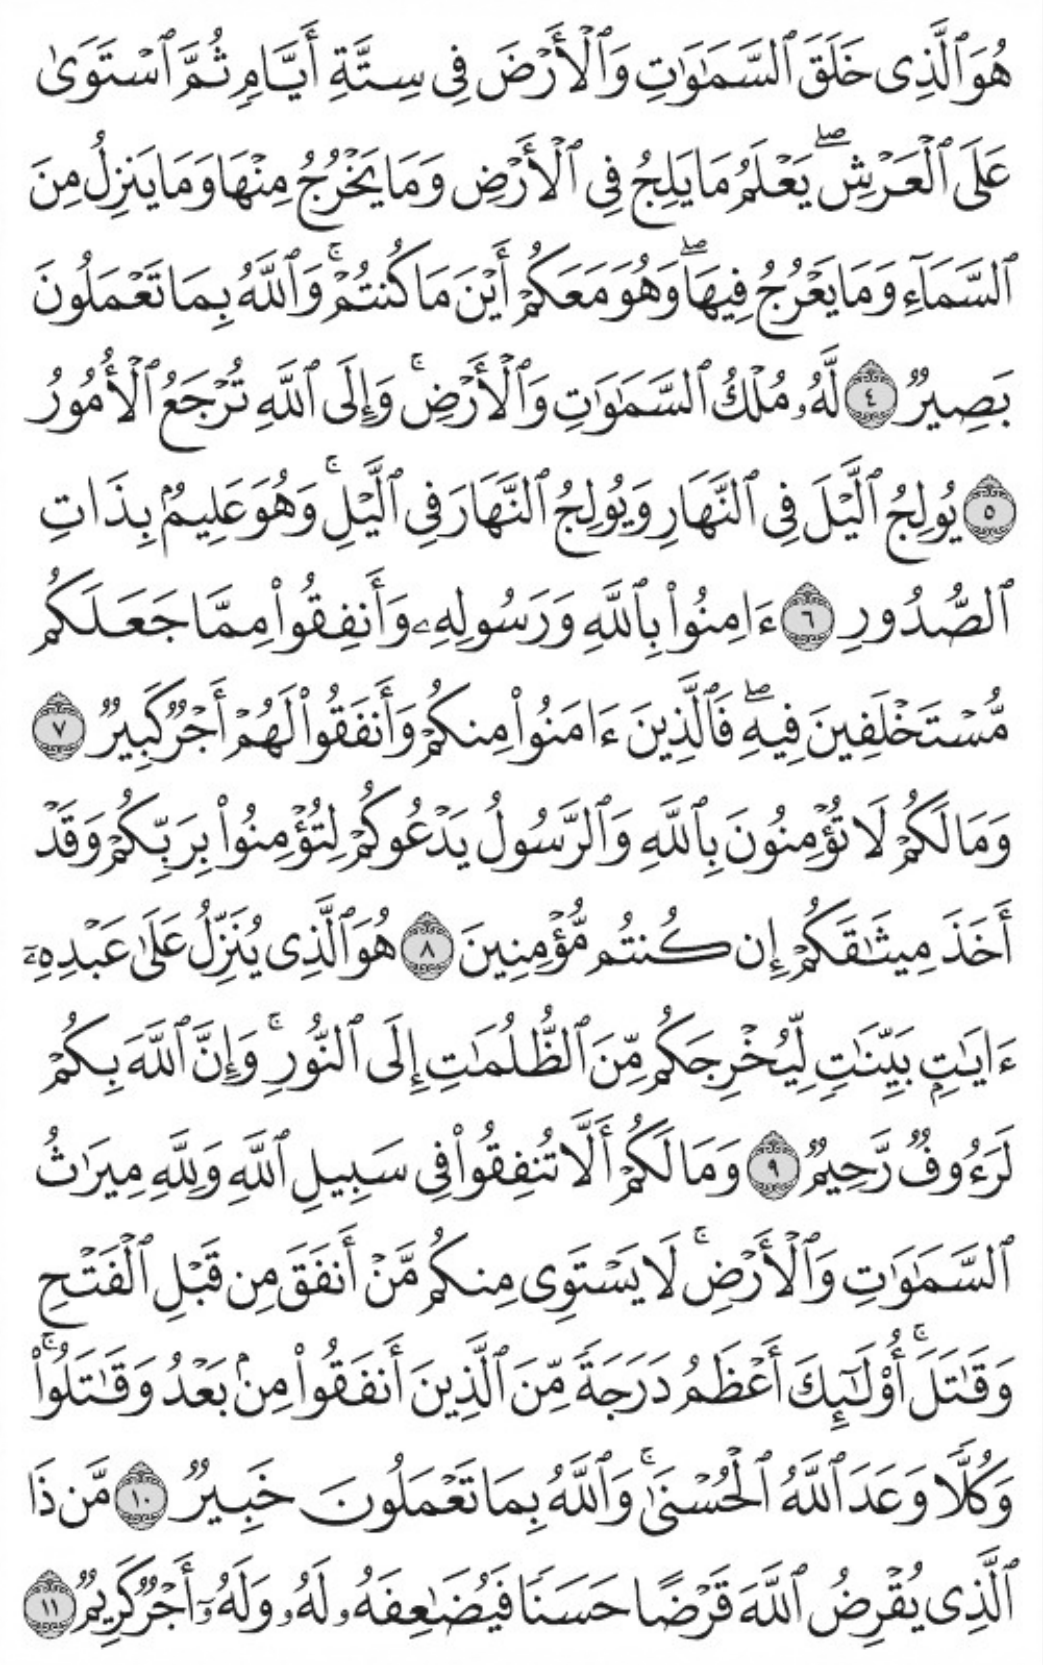 هُوَ ٱلَّذِى خَلَقَ ٱلسَّمَٰوَٰتِ وَٱلْأَرْضَ فِى سِتَّةِ أَيَّامٍ ثُمَّ ٱسْتَوَىٰ
عَلَى ٱلْعَرْشِ ۖ يَعْلَمُ مَا يَلِجُ فِى ٱلْأَرْضِ وَمَا يَخْرُجُ مِنْهَا وَمَا يَنزِلُ مِنَ
ٱلسَّمَآءِ وَمَا يَعْرُجُ فِيهَا ۖ وَهُوَ مَعَكُمْ أَيْنَ مَا كُنتُمْ ۚ وَٱللَّهُ بِمَا تَعْمَلُونَ
بَصِيرٌ ٤ لَّهُۥ مُلْكُ ٱلسَّمَٰوَٰتِ وَٱلْأَرْضِ ۚ وَإِلَى ٱللَّهِ تُرْجَعُ ٱلْأُمُورُ
٥ يُولِجُ ٱلَّيْلَ فِى ٱلنَّهَارِ وَيُولِجُ ٱلنَّهَارَ فِى ٱلَّيْلِ ۚ وَهُوَ عَلِيمٌۢ بِذَاتِ
ٱلصُّدُورِ ٦ ءَامِنُوا۟ بِٱللَّهِ وَرَسُولِهِۦ وَأَنفِقُوا۟ مِمَّا جَعَلَكُم
مُّسْتَخْلَفِينَ فِيهِ ۖ فَٱلَّذِينَ ءَامَنُوا۟ مِنكُمْ وَأَنفَقُوا۟ لَهُمْ أَجْرٌ كَبِيرٌ ٧
وَمَا لَكُمْ لَا تُؤْمِنُونَ بِٱللَّهِ وَٱلرَّسُولُ يَدْعُوكُمْ لِتُؤْمِنُوا۟ بِرَبِّكُمْ وَقَدْ
أَخَذَ مِيثَٰقَكُمْ إِن كُنتُم مُّؤْمِنِينَ ٨ هُوَ ٱلَّذِى يُنَزِّلُ عَلَىٰ عَبْدِهِۦٓ
ءَايَٰتٍۭ بَيِّنَٰتٍ لِّيُخْرِجَكُم مِّنَ ٱلظُّلُمَٰتِ إِلَى ٱلنُّورِ ۚ وَإِنَّ ٱللَّهَ بِكُمْ
لَرَءُوفٌ رَّحِيمٌ ٩ وَمَا لَكُمْ أَلَّا تُنفِقُوا۟ فِى سَبِيلِ ٱللَّهِ وَلِلَّهِ مِيرَٰثُ
ٱلسَّمَٰوَٰتِ وَٱلْأَرْضِ ۚ لَا يَسْتَوِى مِنكُم مَّنْ أَنفَقَ مِن قَبْلِ ٱلْفَتْحِ
وَقَٰتَلَ ۚ أُو۟لَٰٓئِكَ أَعْظَمُ دَرَجَةً مِّنَ ٱلَّذِينَ أَنفَقُوا۟ مِنۢ بَعْدُ وَقَٰتَلُوا۟ ۚ
وَكُلًّا وَعَدَ ٱللَّهُ ٱلْحُسْنَىٰ ۚ وَٱللَّهُ بِمَا تَعْمَلُونَ خَبِيرٌ ١٠ مَّن ذَا
ٱلَّذِى يُقْرِضُ ٱللَّهَ قَرْضًا حَسَنًا فَيُضَٰعِفَهُۥ لَهُۥ وَلَهُۥٓ أَجْرٌ كَرِيمٌ ١١